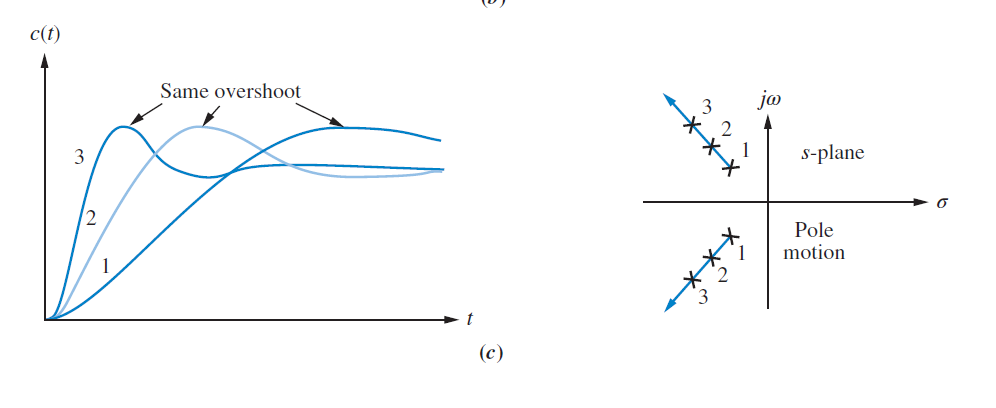 (b)
c(t)
Same overshoot
3
2
1
t
jω
3
2
1
s-plane
σ
Pole
motion
1
2
3
(c)